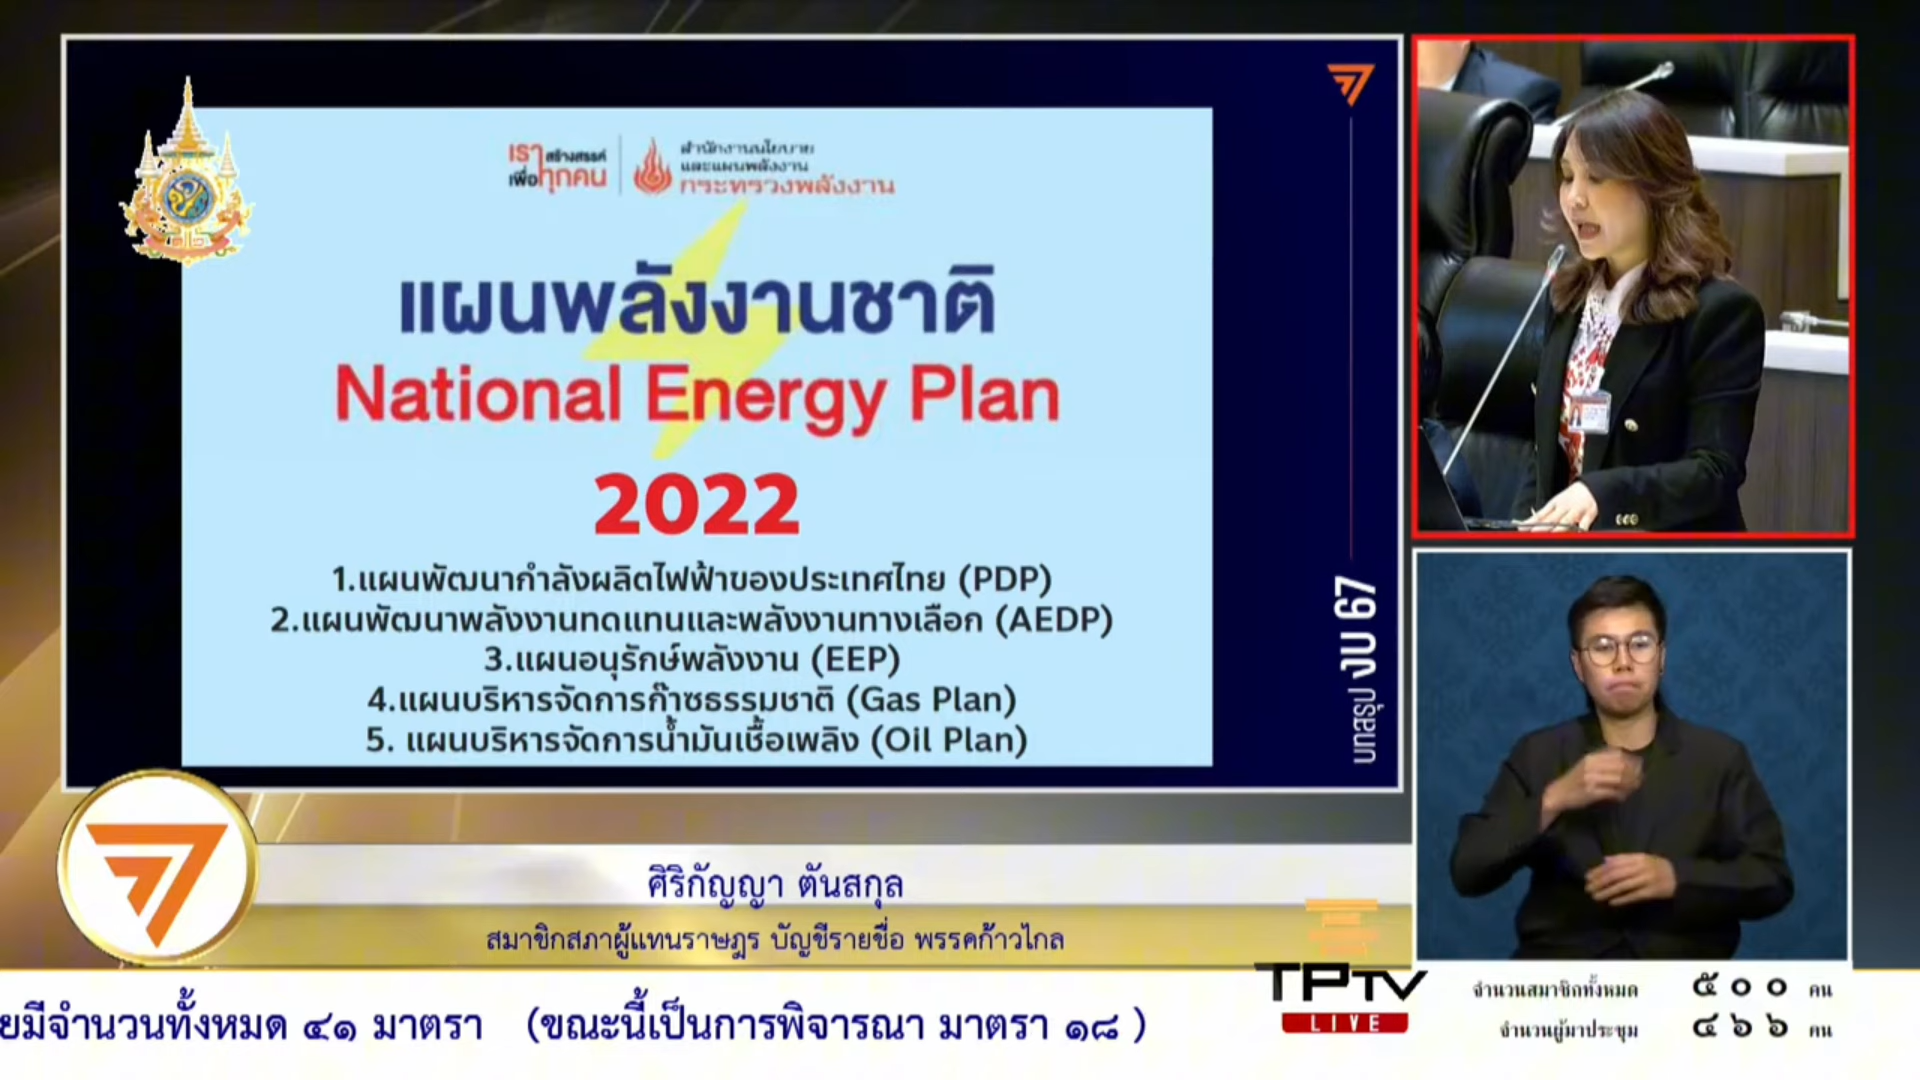 เรา สร้างสรรค์
เพื่อทุกคน
สำนักงานนโยบาย
และแผนพลังงาน
กระทรวงพลังงาน
แผนพลังงานชาติ
National Energy Plan
2022
1.แผนพัฒนากำลังผลิตไฟฟ้าของประเทศไทย (PDP)
2.แผนพัฒนาพลังงานทดแทนและพลังงานทางเลือก (AEDP)
3.แผนอนุรักษ์พลังงาน (EEP)
4.แผนบริหารจัดการก๊าซธรรมชาติ (Gas Plan)
5. แผนบริหารจัดการน้ำมันเชื้อเพลิง (Oil Plan)
บทสรุป งบ 67
ศิริกัญญา ตันสกุล
สมาชิกสภาผู้แทนราษฎร บัญชีรายชื่อ พรรคก้าวไกล
TPTV
LIVE
จำนวนสมาชิกทั้งหมด ๕๐๐ คน
จำนวนผู้มาประชุม ๔๖๖ คน
ยมีจำนวนทั้งหมด ๔๑ มาตรา (ขณะนี้เป็นการพิจารณา มาตรา ๑๘ )